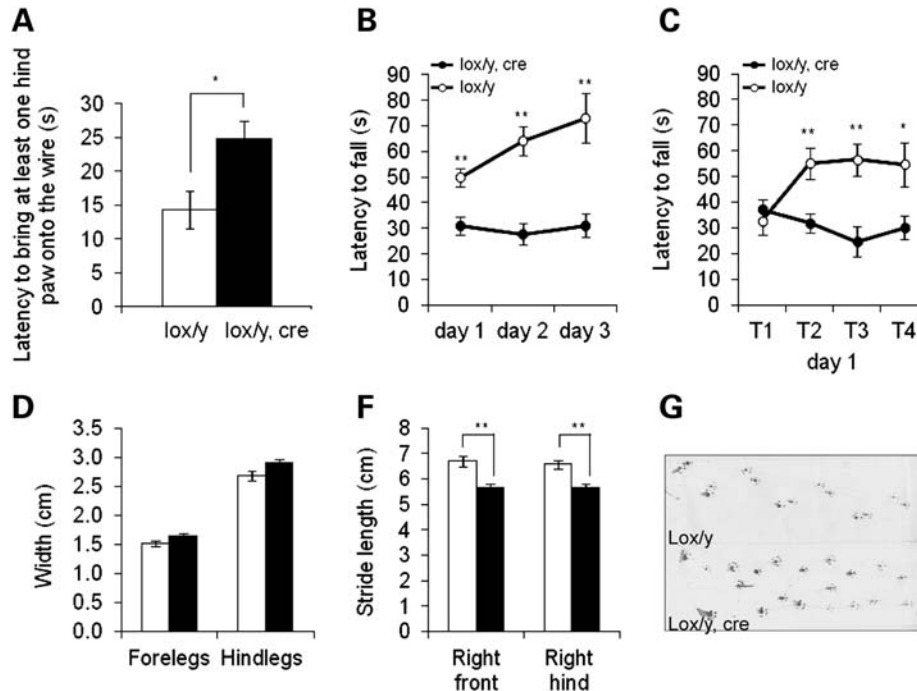 A
Latency to bring at least one hind
paw onto the wire (s)
*
30
25
20
15
10
5
0
lox/y
lox/y, cre
B
lox/y, cre
lox/y
Latency to fall (s)
90
80
70
60
50
40
30
20
10
0
**
**
**
day 1
day 2
day 3
C
lox/y, cre
lox/y
Latency to fall (s)
90
80
70
60
50
40
30
20
10
0
**
**
*
T1
T2
T3
T4
day 1
D
Width (cm)
3.5
3.0
2.5
2.0
1.5
1.0
0.5
0.0
Forelegs
Hindlegs
F
Stride length (cm)
8
7
6
5
4
3
2
1
0
**
**
Right
front
Right
hind
G
Lox/y
Lox/y, cre